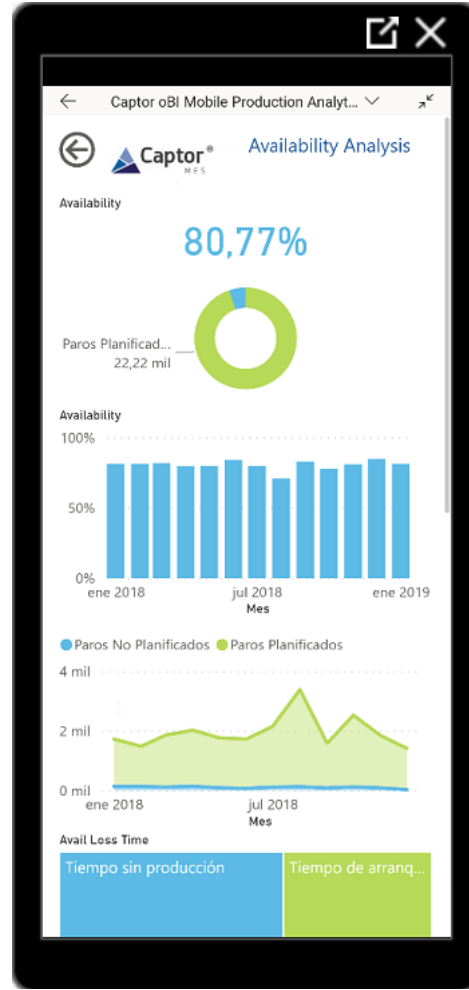 Captor oBI Mobile Production Analyt...
Captor®
MES
Availability Analysis
Availability
80,77%
Paros Planificad...
22,22 mil
Availability
100%
50%
0%
ene 2018
jul 2018
ene 2019
Mes
Paros No Planificados
Paros Planificados
4 mil
2 mil
0 mil
ene 2018
jul 2018
Mes
Avail Loss Time
Tiempo sin producción
Tiempo de arranq...